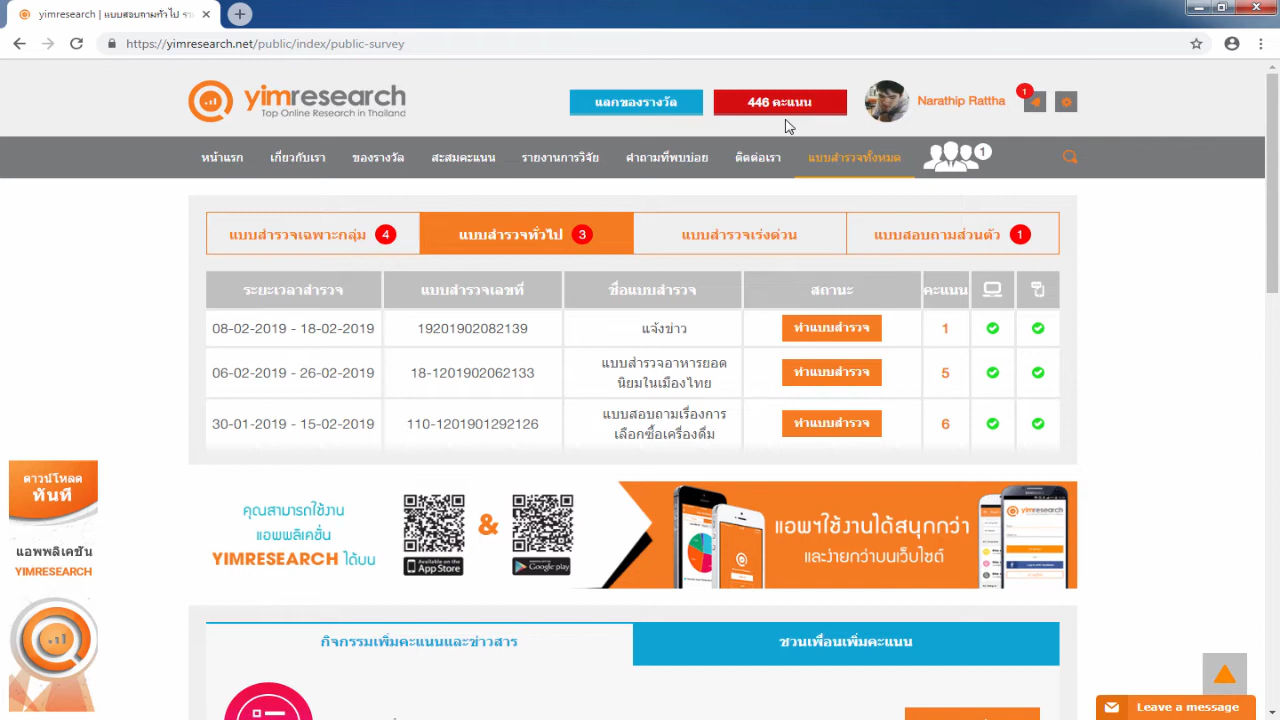 yimresearch | แบบสอบถามทั่วไป
https://yimresearch.net/public/index/public-survey
yimresearch
Top Online Research in Thailand
แลกของรางวัล
446 คะแนน
Narathip Rattha
1
หน้าแรก เกี่ยวกับเรา ของรางวัล สะสมคะแนน รายงานการวิจัย คำถามที่พบบ่อย ติดต่อเรา แบบสำรวจทั้งหมด 1
แบบสำรวจเฉพาะกลุ่ม 4 แบบสำรวจทั่วไป 3 แบบสำรวจเร่งด่วน แบบสอบถามส่วนตัว 1
ระยะเวลาสำรวจ แบบสำรวจเลขที่ ชื่อแบบสำรวจ สถานะ คะแนน
08-02-2019 - 18-02-2019 19201902082139 แจ้งข่าว ทำแบบสำรวจ 1
06-02-2019 - 26-02-2019 18-1201902062133 แบบสำรวจอาหารยอด
นิยมในเมืองไทย ทำแบบสำรวจ 5
30-01-2019 - 15-02-2019 110-1201901292126 แบบสอบถามเรื่องการ
เลือกซื้อเครื่องดื่ม ทำแบบสำรวจ 6
ดาวน์โหลด
ทันที
แอพพลิเคชัน
YIMRESEARCH
คุณสามารถใช้งาน
แอพพลิเคชั่น
YIMRESEARCH ได้บน
Available on the
App Store
&
Google play
แอพฯใช้งานได้สนุกกว่า
และง่ายกว่าบนเว็บไซต์
yimresearch
กิจกรรมเพิ่มคะแนนและข่าวสาร
ชวนเพื่อนเพิ่มคะแนน
Leave a message